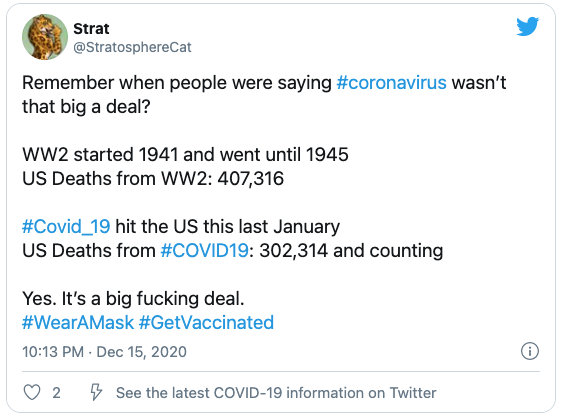 Strat
@StratosphereCat
Remember when people were saying #coronavirus wasn't
that big a deal?
WW2 started 1941 and went until 1945
US Deaths from WW2: 407,316
#Covid_19 hit the US this last January
US Deaths from #COVID19: 302,314 and counting
Yes. It's a big fucking deal.
#WearAMask #GetVaccinated
10:13 PM · Dec 15, 2020
2 See the latest COVID-19 information on Twitter